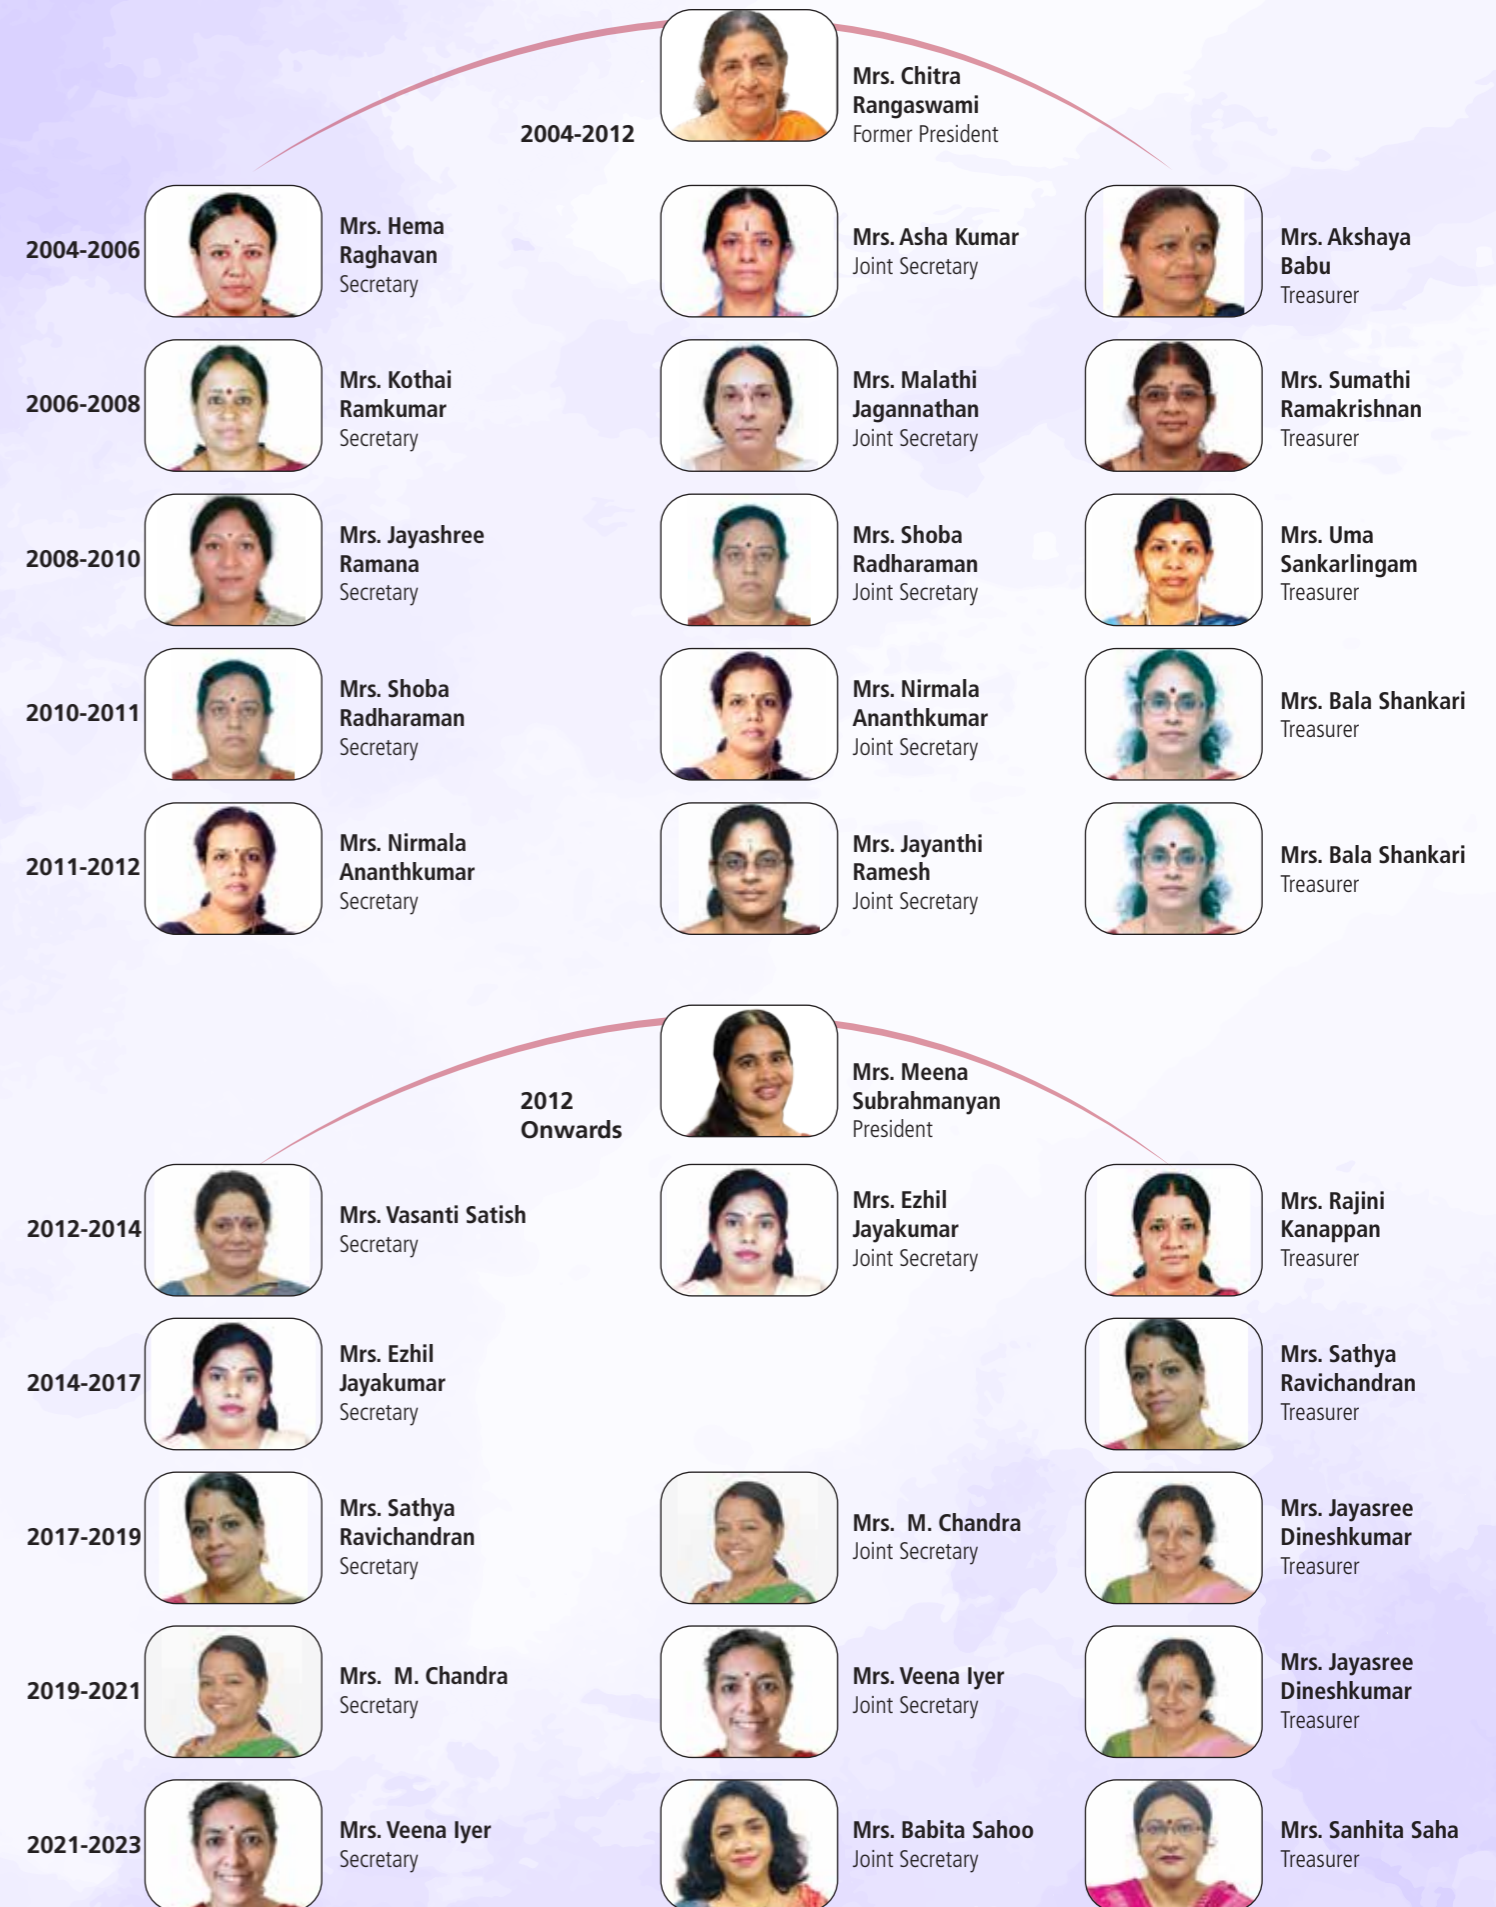 2004-2012
Mrs. Chitra
Rangaswami
Former President
2004-2006
Mrs. Hema
Raghavan
Secretary
Mrs. Asha Kumar
Joint Secretary
Mrs. Akshaya
Babu
Treasurer
2006-2008
Mrs. Kothai
Ramkumar
Secretary
Mrs. Malathi
Jagannathan
Joint Secretary
Mrs. Sumathi
Ramakrishnan
Treasurer
2008-2010
Mrs. Jayashree
Ramana
Secretary
Mrs. Shoba
Radharaman
Joint Secretary
Mrs. Uma
Sankarlingam
Treasurer
2010-2011
Mrs. Shoba
Radharaman
Secretary
Mrs. Nirmala
Ananthkumar
Joint Secretary
Mrs. Bala Shankari
Treasurer
2011-2012
Mrs. Nirmala
Ananthkumar
Secretary
Mrs. Jayanthi
Ramesh
Joint Secretary
Mrs. Bala Shankari
Treasurer
2012
Onwards
Mrs. Meena
Subrahmanyan
President
2012-2014
Mrs. Vasanti Satish
Secretary
Mrs. Ezhil
Jayakumar
Joint Secretary
Mrs. Rajini
Kanappan
Treasurer
2014-2017
Mrs. Ezhil
Jayakumar
Secretary
Mrs. Sathya
Ravichandran
Treasurer
2017-2019
Mrs. Sathya
Ravichandran
Secretary
Mrs. M. Chandra
Joint Secretary
Mrs. Jayasree
Dineshkumar
Treasurer
2019-2021
Mrs. M. Chandra
Secretary
Mrs. Veena Iyer
Joint Secretary
Mrs. Jayasree
Dineshkumar
Treasurer
2021-2023
Mrs. Veena Iyer
Secretary
Mrs. Babita Sahoo
Joint Secretary
Mrs. Sanhita Saha
Treasurer